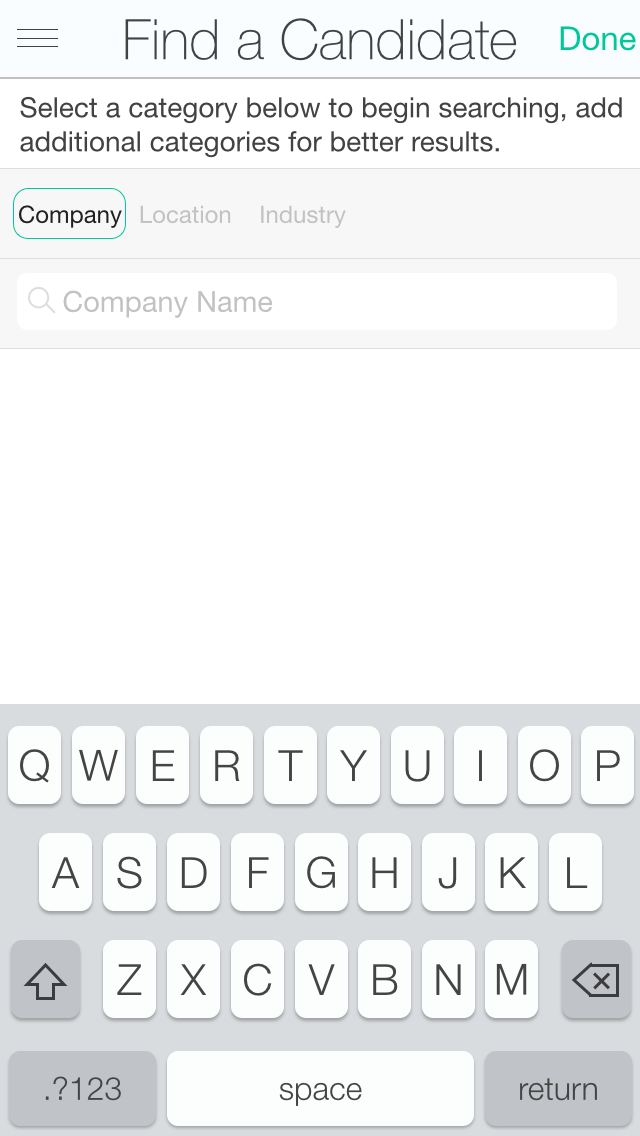 Find a Candidate Done
Select a category below to begin searching, add
additional categories for better results.
Company Location Industry
Company Name
Q W E R T Y U I O P
A S D F G H J K L
Z X C V B N M
.?123 space return